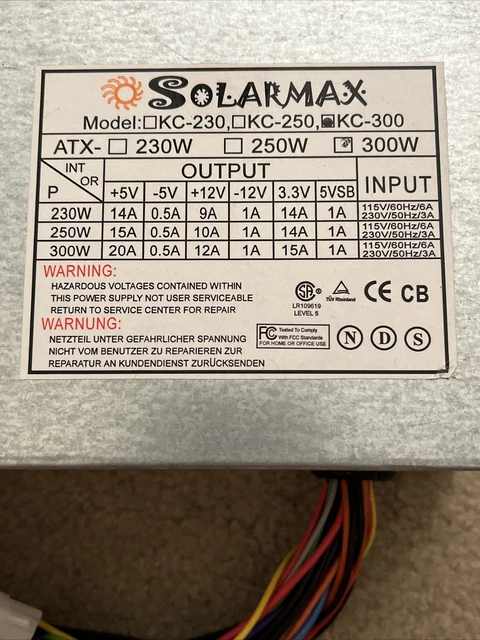 SOLARMAX
Model:☐KC-230,☐KC-250,☒KC-300
ATX- ☐ 230W ☐ 250W ☒ 300W
INTOR P OUTPUT INPUT
+5V -5V +12V -12V 3.3V 5VSB
230W 14A 0.5A 9A 1A 14A 1A 115V/60Hz/6A 230V/50Hz/3A
250W 15A 0.5A 10A 1A 14A 1A 115V/60Hz/6A 230V/50Hz/3A
300W 20A 0.5A 12A 1A 15A 1A 115V/60Hz/6A 230V/50Hz/3A
WARNING:
HAZARDOUS VOLTAGES CONTAINED WITHIN
THIS POWER SUPPLY NOT USER SERVICEABLE
RETURN TO SERVICE CENTER FOR REPAIR
WARNUNG:
NETZTEIL UNTER GEFAHRLICHER SPANNUNG
NICHT VOM BENUTZER ZU REPARIEREN ZUR
REPARATUR AN KUNDENDIENST ZURÜCKSENDEN
SA
LR109619
LEVEL 5
TÜV Rheinland
CE CB
FC Tested To Comply
With FCC Standards
FOR HOME OR OFFICE USE
N D S